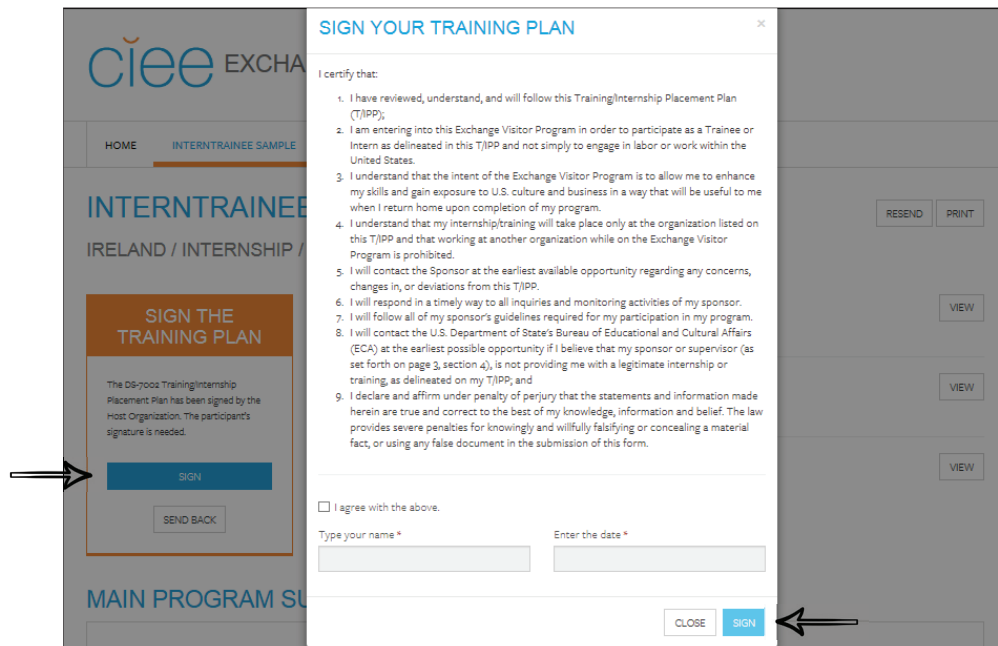 ciee EXCHA
HOME
INTERNTRAINEE SAMPLE
INTERNTRAINEE
IRELAND / INTERNSHIP /
RESEND
PRINT
SIGN THE
TRAINING PLAN
The DS-7002 Training/Internship
Placement Plan has been signed by the
Host Organization. The participant's
signature is needed.
SIGN
SEND BACK
VIEW
VIEW
VIEW
MAIN PROGRAM SU
SIGN YOUR TRAINING PLAN
×
I certify that:
1. I have reviewed, understand, and will follow this Training/Internship Placement Plan
(T/IPP);
2. I am entering into this Exchange Visitor Program in order to participate as a Trainee or
Intern as delineated in this T/IPP and not simply to engage in labor or work within the
United States.
3. I understand that the intent of the Exchange Visitor Program is to allow me to enhance
my skills and gain exposure to U.S. culture and business in a way that will be useful to me
when I return home upon completion of my program.
4. I understand that my internship/training will take place only at the organization listed on
this T/IPP and that working at another organization while on the Exchange Visitor
Program is prohibited.
5. I will contact the Sponsor at the earliest available opportunity regarding any concerns,
changes in, or deviations from this T/IPP.
6. I will respond in a timely way to all inquiries and monitoring activities of my sponsor.
7. I will follow all of my sponsor's guidelines required for my participation in my program.
8. I will contact the U.S. Department of State's Bureau of Educational and Cultural Affairs
(ECA) at the earliest possible opportunity if I believe that my sponsor or supervisor (as
set forth on page 3, section 4), is not providing me with a legitimate internship or
training, as delineated on my T/IPP; and
9. I declare and affirm under penalty of perjury that the statements and information made
herein are true and correct to the best of my knowledge, information and belief. The law
provides severe penalties for knowingly and willfully falsifying or concealing a material
fact, or using any false document in the submission of this form.
I agree with the above.
Type your name *
Enter the date *
CLOSE
SIGN